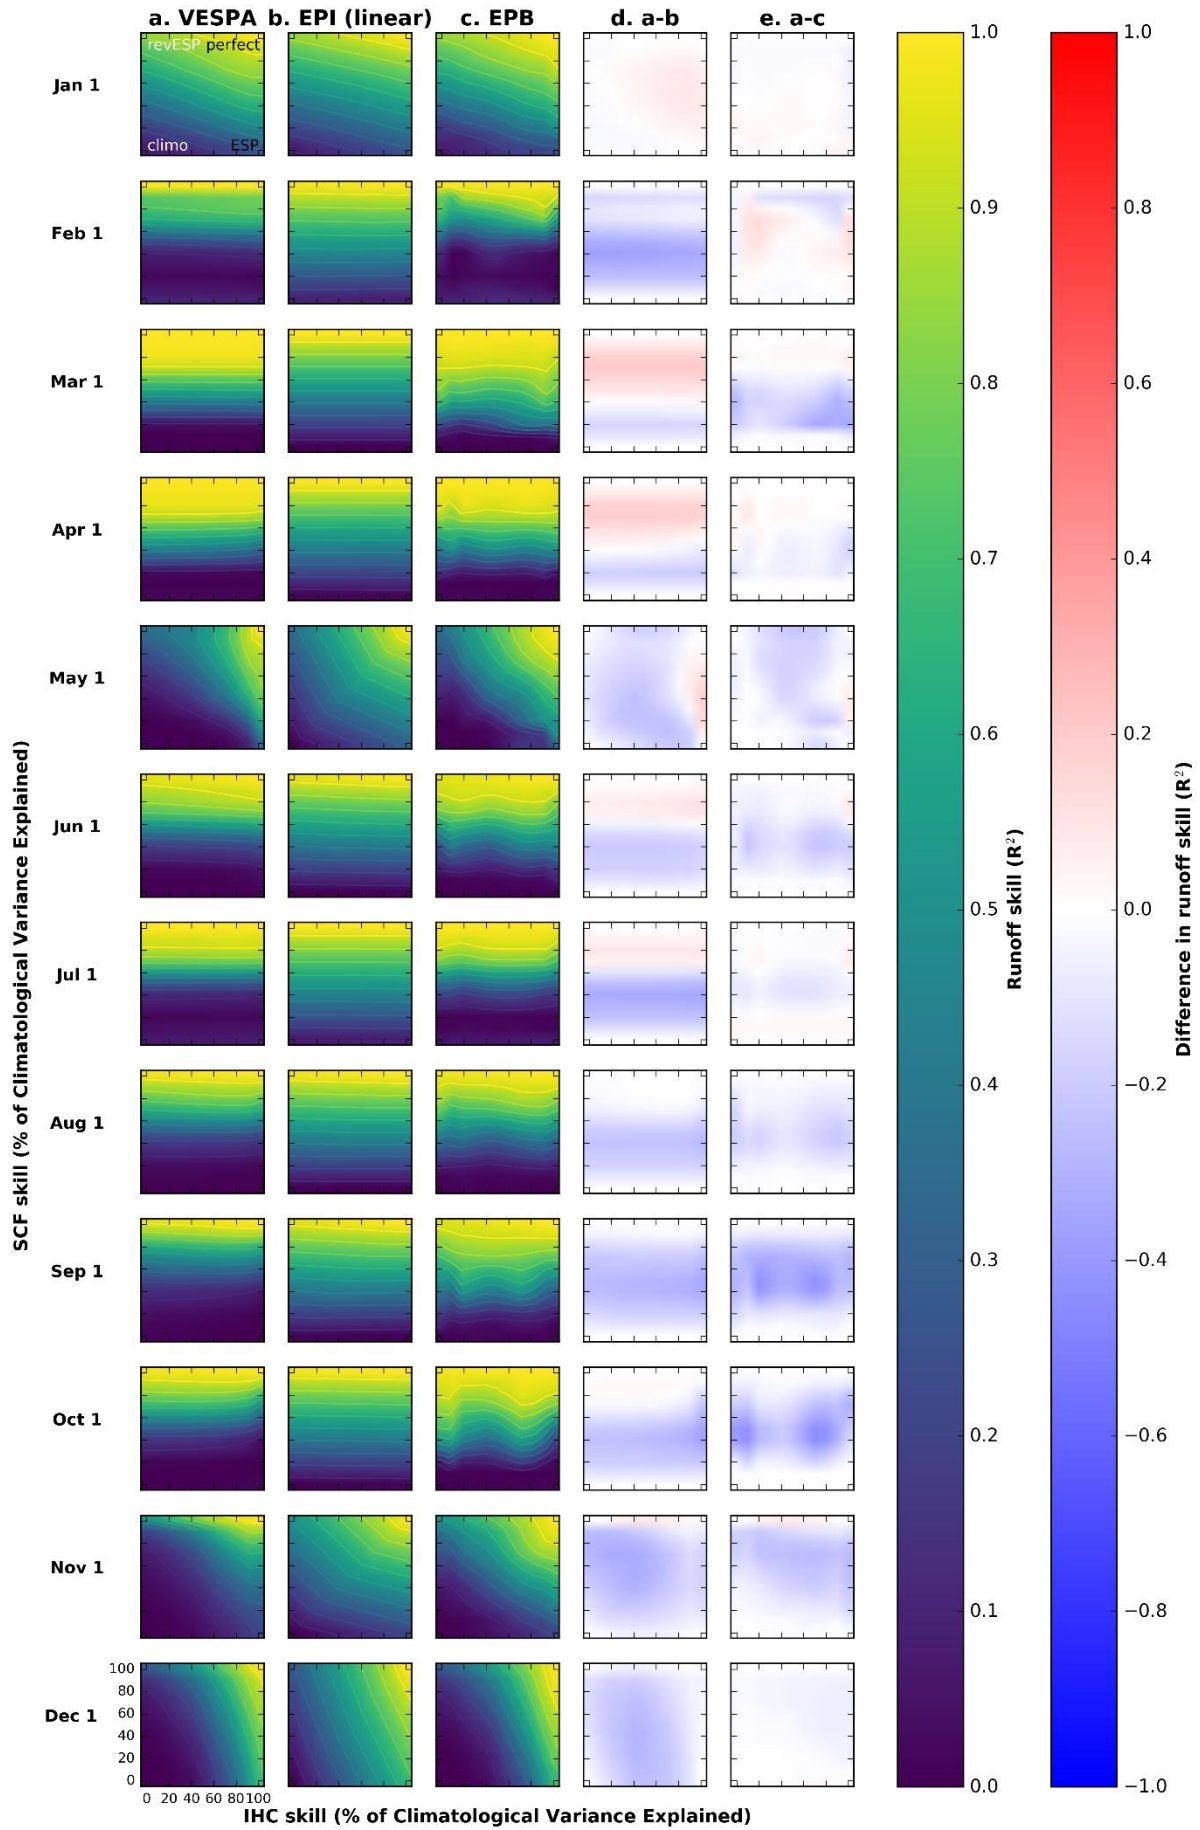 a. VESPA b. EPI (linear) c. EPB d. a-b e. a-c
revESP perfect
climo ESP
Jan 1
Feb 1
Mar 1
Apr 1
May 1
Jun 1
Jul 1
Aug 1
Sep 1
Oct 1
Nov 1
Dec 1
SCF skill (% of Climatological Variance Explained)
100
80
60
40
20
0
0 20 40 60 80 100
IHC skill (% of Climatological Variance Explained)
1.0
0.9
0.8
0.7
0.6
0.5
0.4
0.3
0.2
0.1
0.0
Runoff skill (R²)
1.0
0.8
0.6
0.4
0.2
0.0
−0.2
−0.4
−0.6
−0.8
−1.0
Difference in runoff skill (R²)